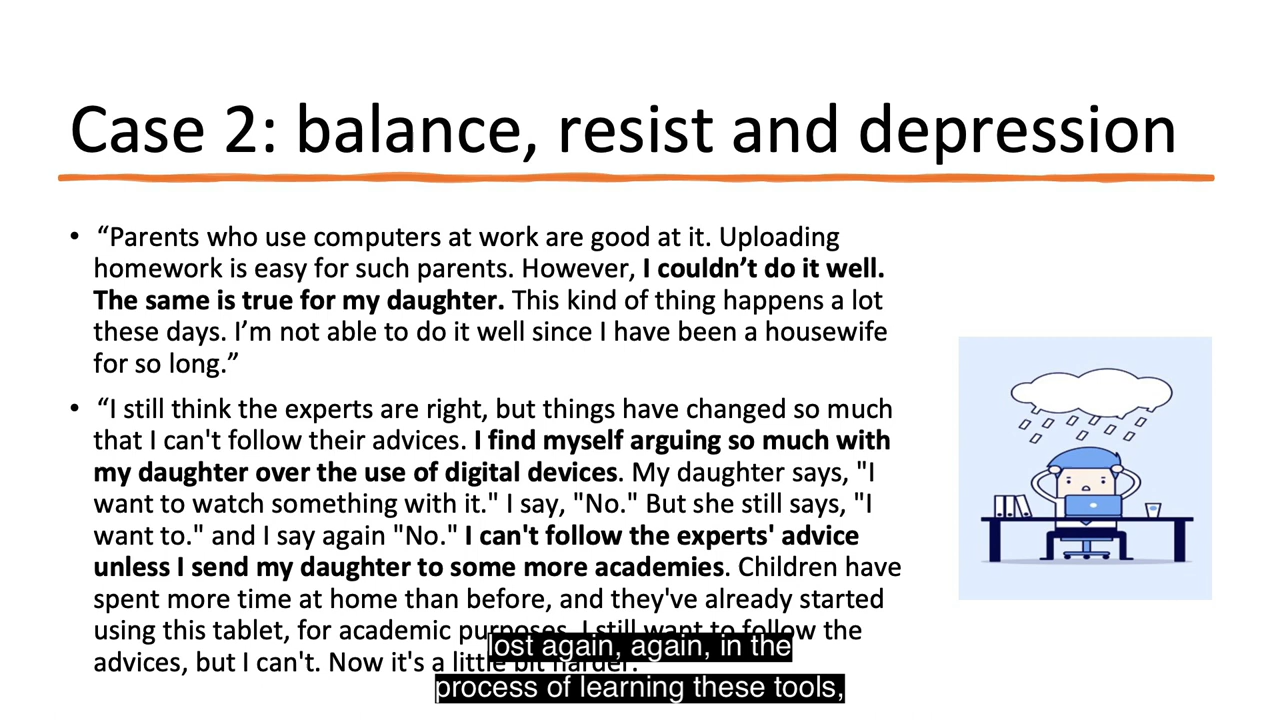 Case 2: balance, resist and depression
• “Parents who use computers at work are good at it. Uploading
homework is easy for such parents. However, I couldn’t do it well.
The same is true for my daughter. This kind of thing happens a lot
these days. I’m not able to do it well since I have been a housewife
for so long.”
• “I still think the experts are right, but things have changed so much
that I can't follow their advices. I find myself arguing so much with
my daughter over the use of digital devices. My daughter says, "I
want to watch something with it." I say, "No." But she still says, "I
want to." and I say again "No." I can't follow the experts' advice
unless I send my daughter to some more academies. Children have
spent more time at home than before, and they've already started
using this tablet, for academic purposes. I still want to follow the
advices, but I can't. Now it's a little bit harder.
lost again, again, in the
process of learning these tools,